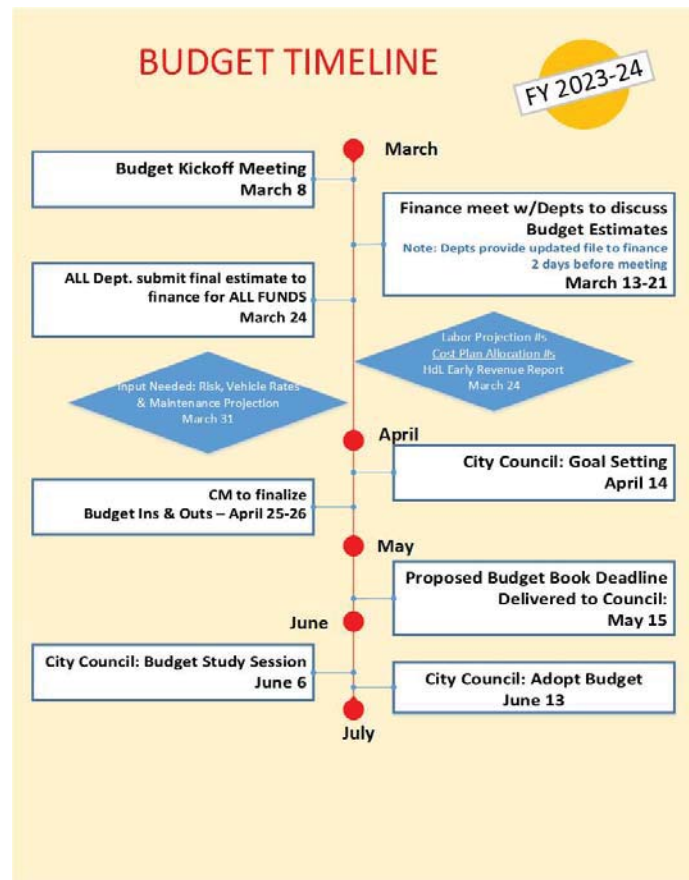 BUDGET TIMELINE
FY 2023-24
March
Budget Kickoff Meeting
March 8
Finance meet w/Depts to discuss
Budget Estimates
Note: Depts provide updated file to finance
2 days before meeting
March 13-21
ALL Dept. submit final estimate to
finance for ALL FUNDS
March 24
Labor Projection #s
Cost Plan Allocation #s
HdL Early Revenue Report
March 24
Input Needed: Risk, Vehicle Rates
& Maintenance Projection
March 31
April
City Council: Goal Setting
April 14
CM to finalize
Budget Ins & Outs – April 25-26
May
Proposed Budget Book Deadline
Delivered to Council:
May 15
June
City Council: Budget Study Session
June 6
City Council: Adopt Budget
June 13
July